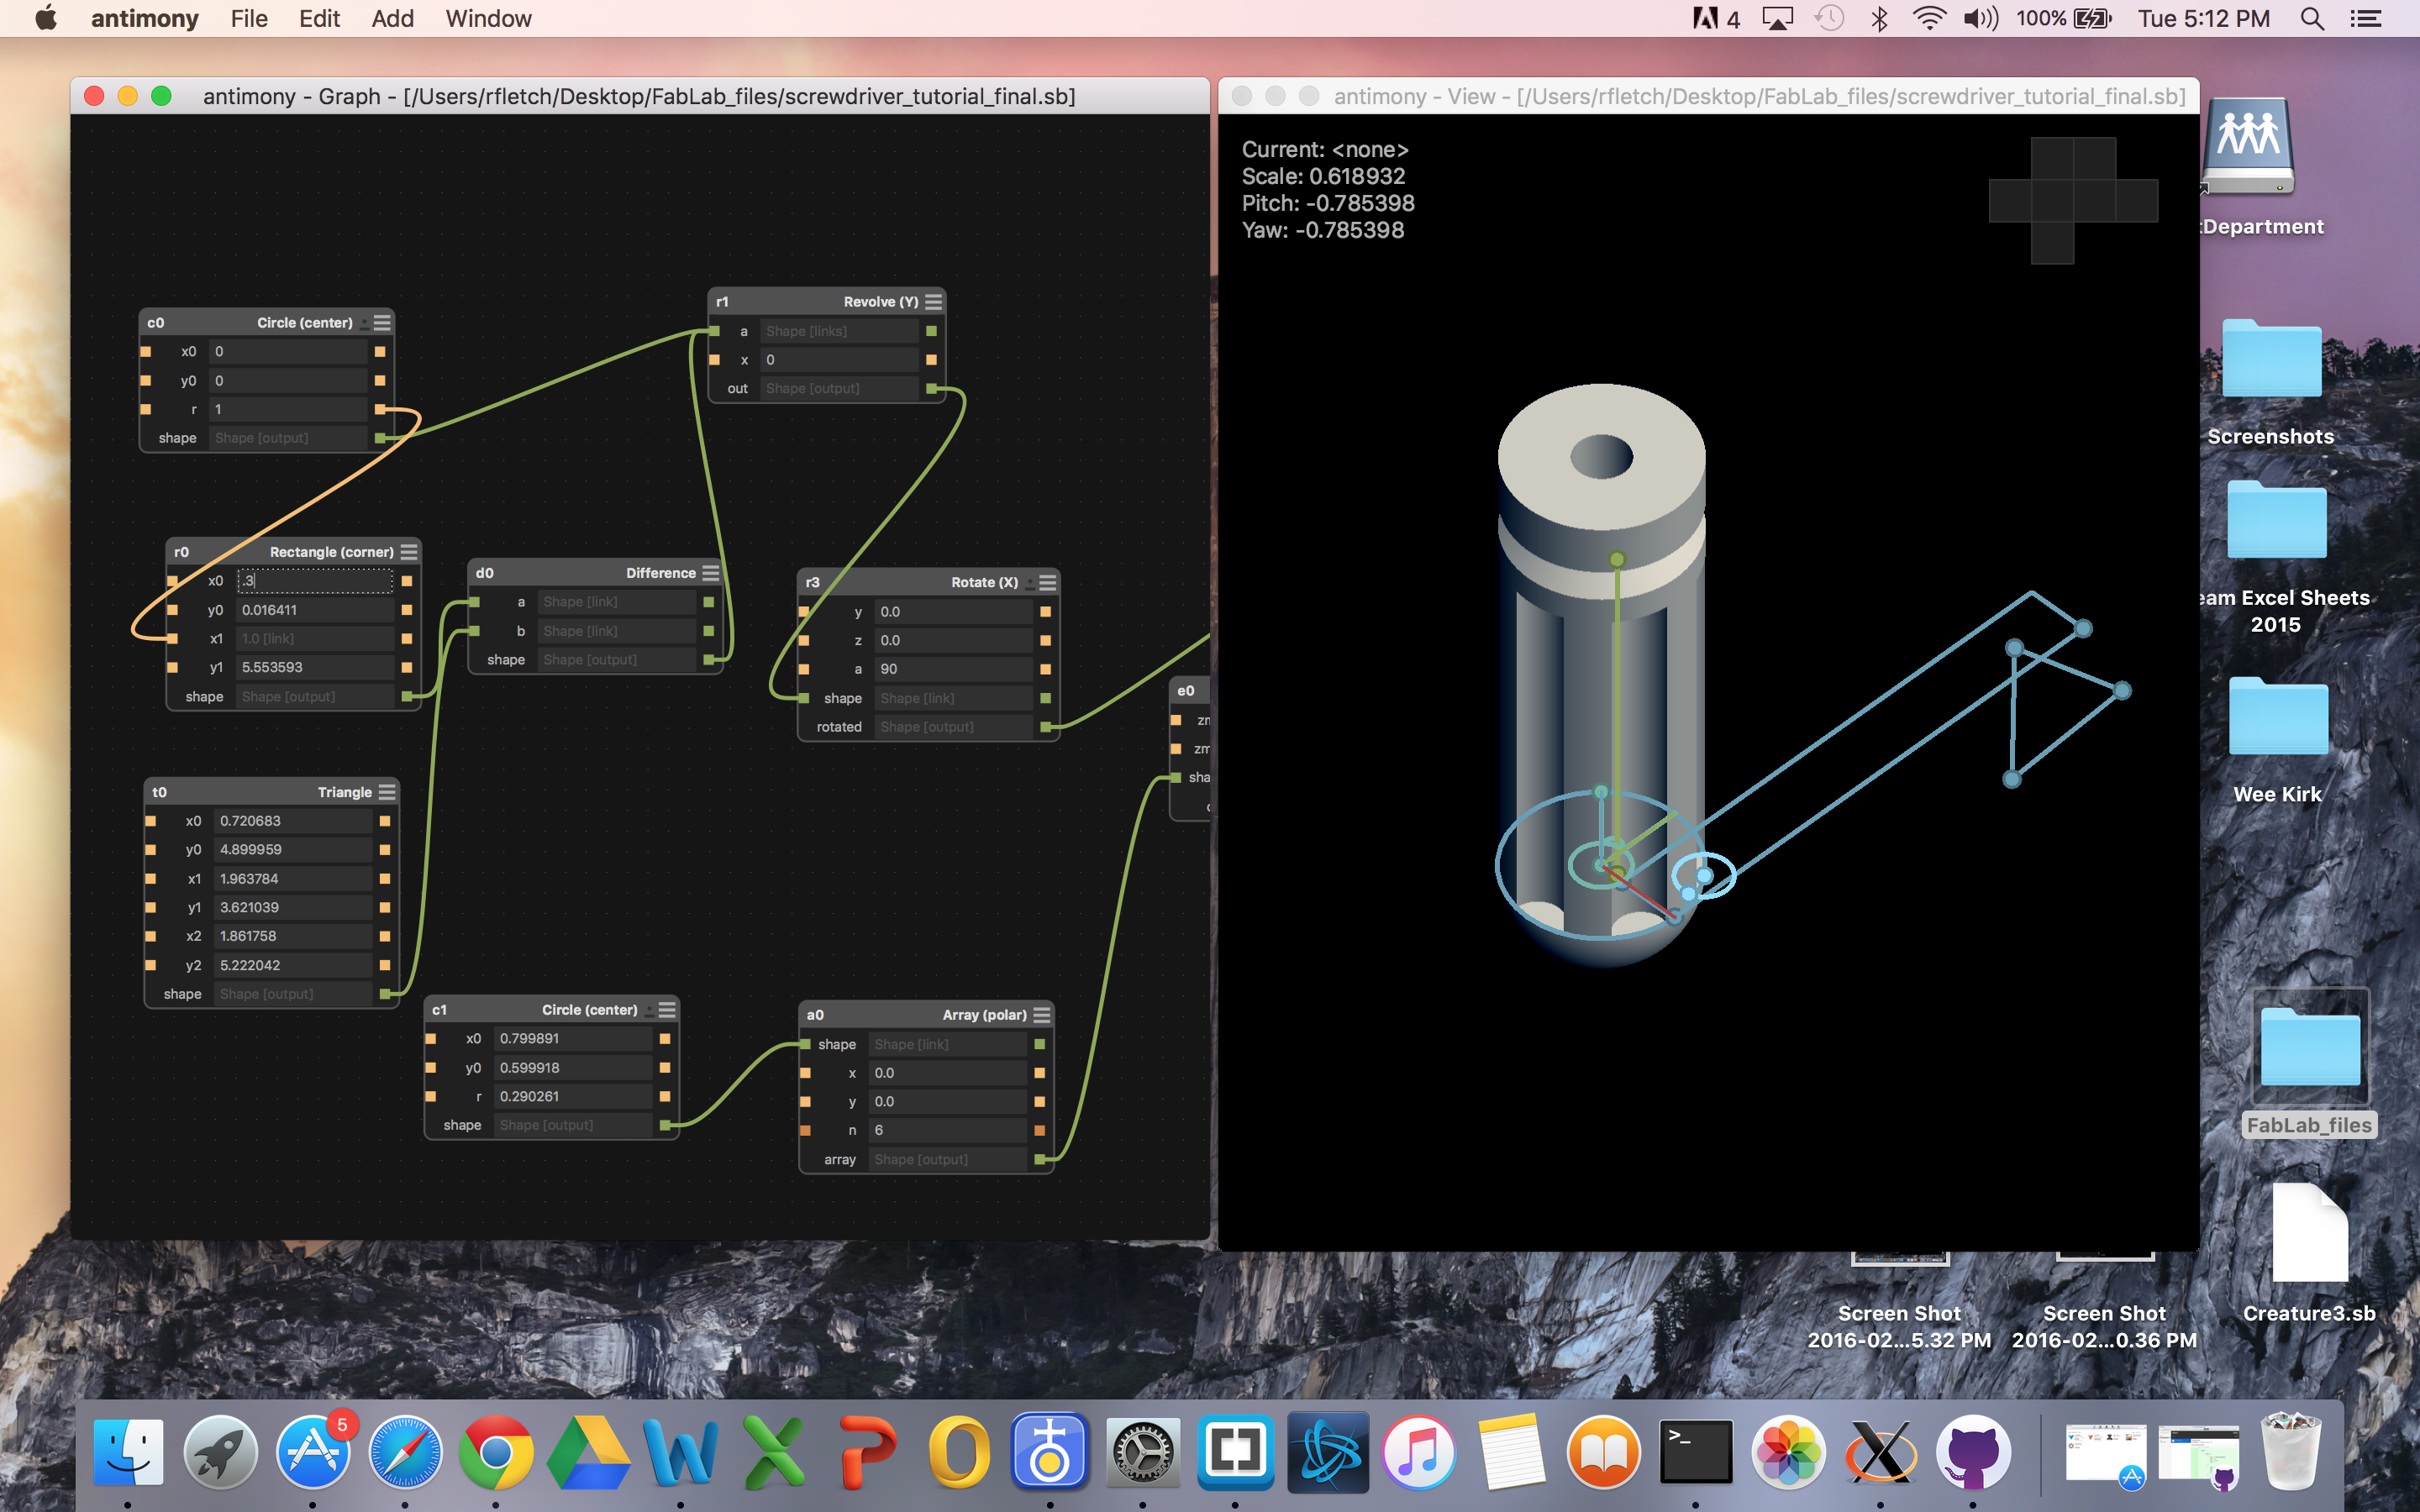 antimony File Edit Add Window
4 100% Tue 5:12 PM
antimony - Graph - [/Users/rfletch/Desktop/FabLab_files/screwdriver_tutorial_final.sb]
c0 Circle (center)
x0 0
y0 0
r 1
shape Shape [output]
r1 Revolve (Y)
a Shape [links]
x 0
out Shape [output]
r0 Rectangle (corner)
x0 .3
y0 0.016411
x1 1.0 [link]
y1 5.553593
shape Shape [output]
d0 Difference
a Shape [link]
b Shape [link]
shape Shape [output]
r3 Rotate (X)
y 0.0
z 0.0
a 90
shape Shape [link]
rotated Shape [output]
e0
zn
zm
sha
t0 Triangle
x0 0.720683
y0 4.899959
x1 1.963784
y1 3.621039
x2 1.861758
y2 5.222042
shape Shape [output]
c1 Circle (center)
x0 0.799891
y0 0.599918
r 0.290261
shape Shape [output]
a0 Array (polar)
shape Shape [link]
x 0.0
y 0.0
n 6
array Shape [output]
antimony - View - [/Users/rfletch/Desktop/FabLab_files/screwdriver_tutorial_final.sb]
Current: <none>
Scale: 0.618932
Pitch: -0.785398
Yaw: -0.785398
tDepartment
Screenshots
eam Excel Sheets
2015
Wee Kirk
FabLab_files
Screen Shot
2016-02...5.32 PM
Screen Shot
2016-02...0.36 PM
Creature3.sb
5
>_